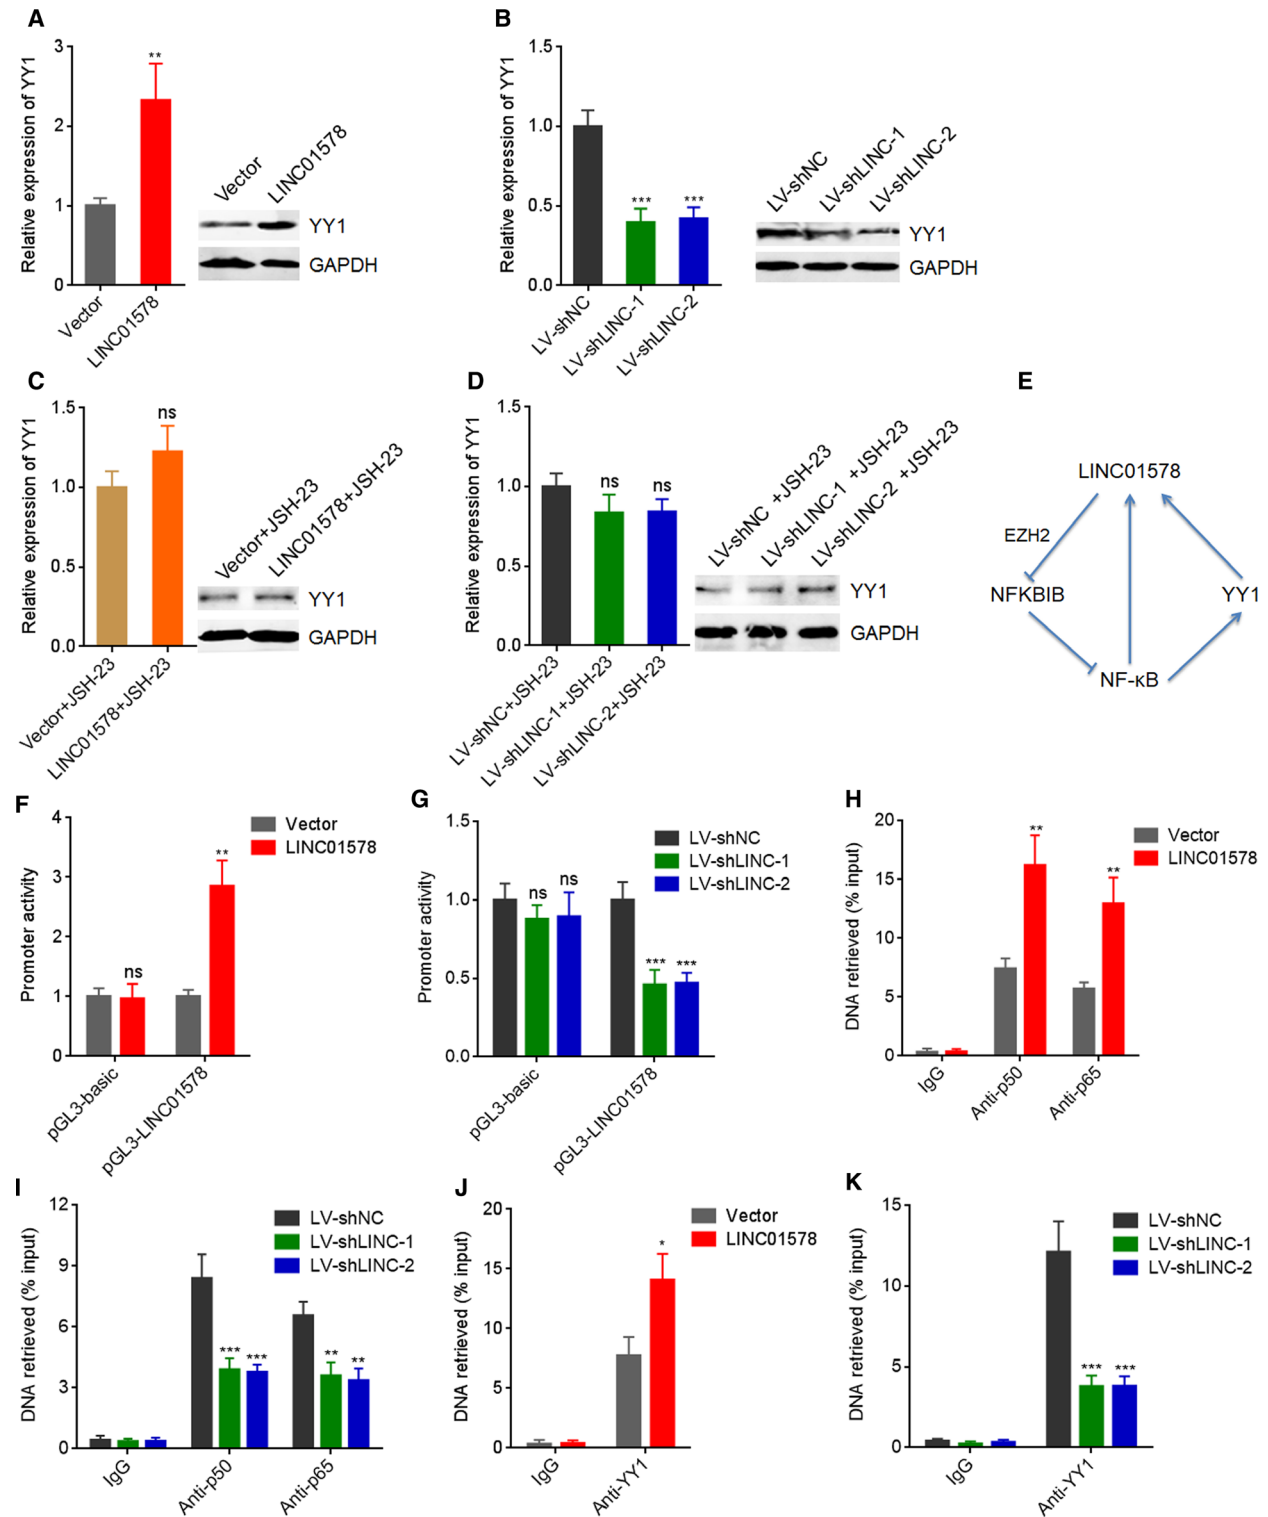 A
Relative expression of YY1
3
2
1
0
**
Vector
LINC01578
Vector
LINC01578
YY1
GAPDH
B
Relative expression of YY1
1.5
1.0
0.5
0.0
***
***
LV-shNC
LV-shLINC-1
LV-shLINC-2
LV-shNC
LV-shLINC-1
LV-shLINC-2
YY1
GAPDH
C
Relative expression of YY1
1.5
1.0
0.5
0.0
ns
Vector+JSH-23
LINC01578+JSH-23
Vector+JSH-23
LINC01578+JSH-23
YY1
GAPDH
D
Relative expression of YY1
1.5
1.0
0.5
0.0
ns
ns
LV-shNC+JSH-23
LV-shLINC-1+JSH-23
LV-shLINC-2+JSH-23
LV-shNC +JSH-23
LV-shLINC-1 +JSH-23
LV-shLINC-2 +JSH-23
YY1
GAPDH
E
LINC01578
EZH2
NFKBIB
YY1
NF-κB
F
Promoter activity
4
3
2
1
0
Vector
LINC01578
ns
**
pGL3-basic
pGL3-LINC01578
G
Promoter activity
1.5
1.0
0.5
0.0
LV-shNC
LV-shLINC-1
LV-shLINC-2
ns
ns
***
***
pGL3-basic
pGL3-LINC01578
H
DNA retrieved (% input)
20
15
10
5
0
Vector
LINC01578
**
**
IgG
Anti-p50
Anti-p65
I
DNA retrieved (% input)
12
9
6
3
0
LV-shNC
LV-shLINC-1
LV-shLINC-2
***
***
**
**
IgG
Anti-p50
Anti-p65
J
DNA retrieved (% input)
20
15
10
5
0
Vector
LINC01578
*
IgG
Anti-YY1
K
DNA retrieved (% input)
15
10
5
0
LV-shNC
LV-shLINC-1
LV-shLINC-2
***
***
IgG
Anti-YY1